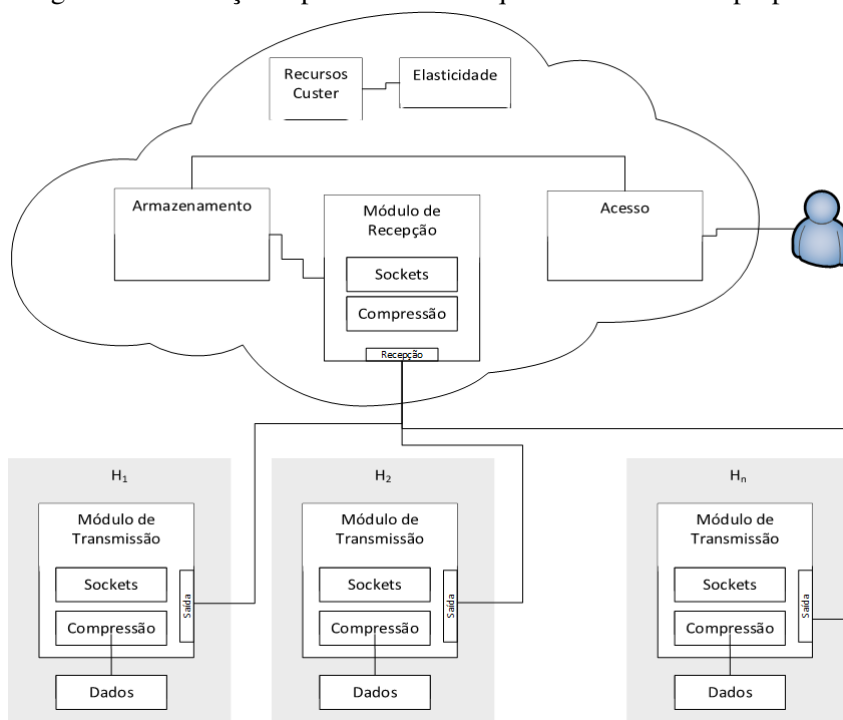 Recursos
Custer
Elasticidade
Armazenamento
Módulo de
Recepção
Acesso
Sockets
Compressão
Recepção
H₁
H₂
Hₙ
Módulo de
Transmissão
Sockets
Compressão
Saída
Dados
Módulo de
Transmissão
Sockets
Compressão
Saída
Dados
Módulo de
Transmissão
Sockets
Compressão
Saída
Dados